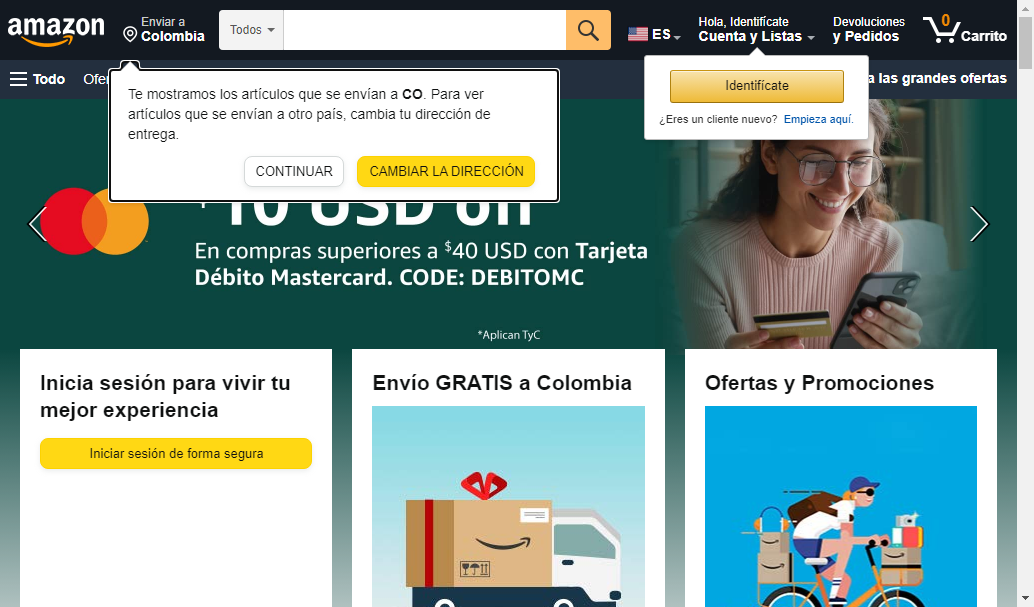 amazon
Enviar a
Colombia
Todos
ES
Hola, Identifícate
Cuenta y Listas
Devoluciones
y Pedidos
0
Carrito
Todo
a las grandes ofertas
Te mostramos los artículos que se envían a CO. Para ver
artículos que se envían a otro país, cambia tu dirección de
entrega.
CONTINUAR
CAMBIAR LA DIRECCIÓN
Identifícate
¿Eres un cliente nuevo? Empieza aquí.
10 USD off
En compras superiores a $40 USD con Tarjeta
Débito Mastercard. CODE: DEBITOMC
*Aplican TyC
Inicia sesión para vivir tu
mejor experiencia
Iniciar sesión de forma segura
Envío GRATIS a Colombia
Ofertas y Promociones